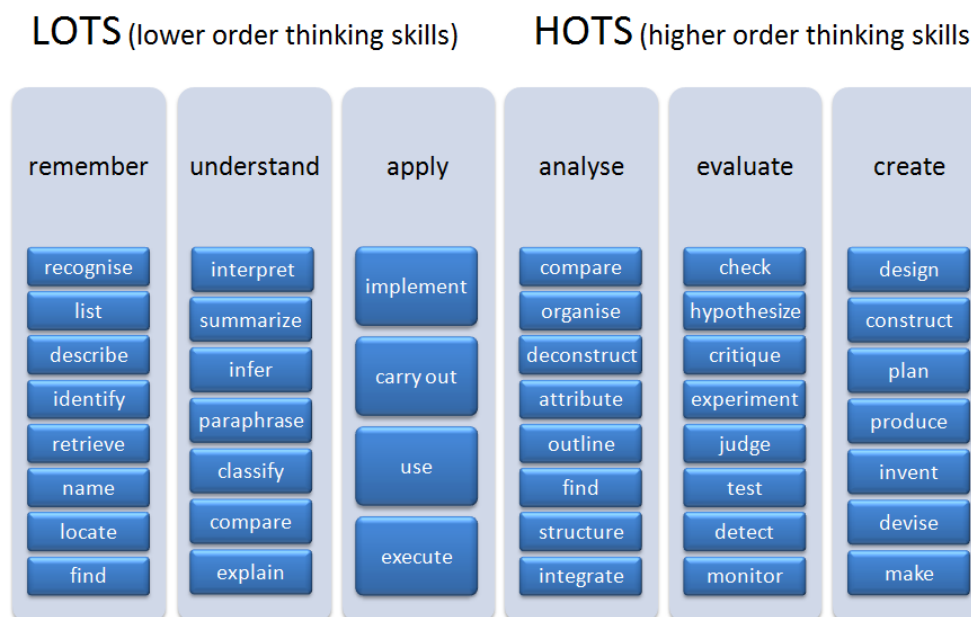 LOTS (lower order thinking skills)
HOTS (higher order thinking skills
remember
recognise
list
describe
identify
retrieve
name
locate
find
understand
interpret
summarize
infer
paraphrase
classify
compare
explain
apply
implement
carry out
use
execute
analyse
compare
organise
deconstruct
attribute
outline
find
structure
integrate
evaluate
check
hypothesize
critique
experiment
judge
test
detect
monitor
create
design
construct
plan
produce
invent
devise
make